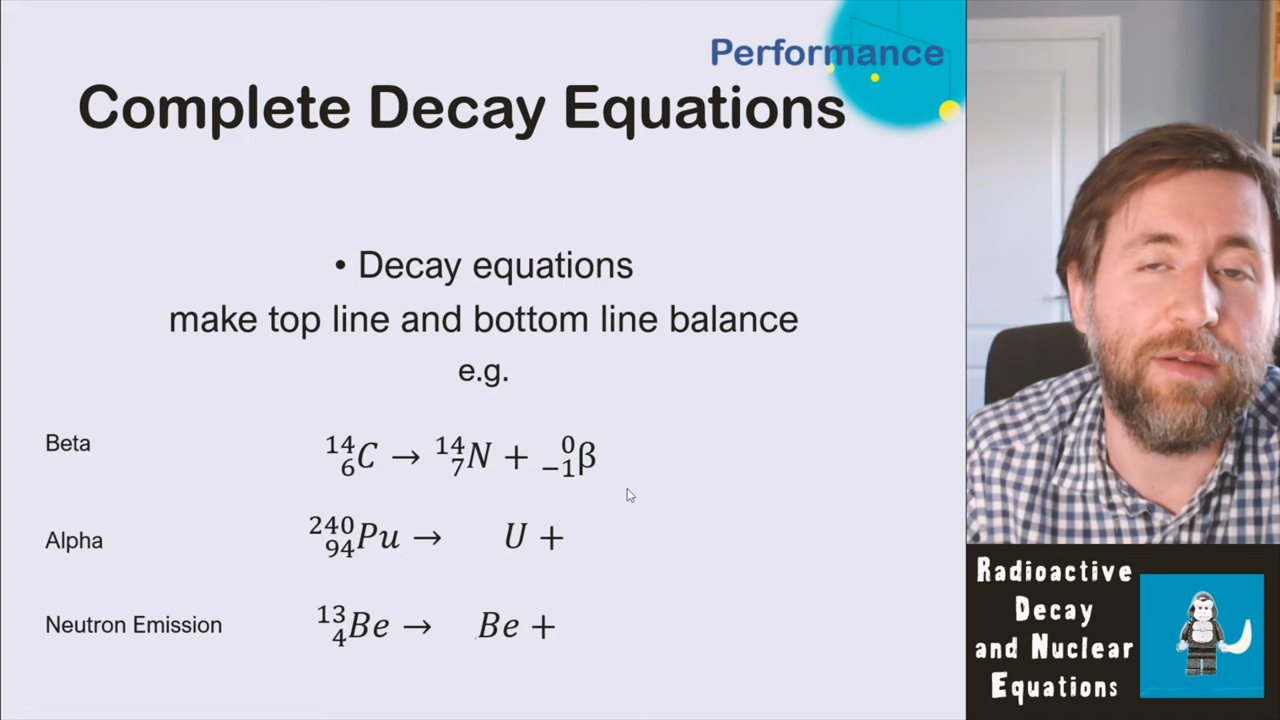 Performance
Complete Decay Equations
• Decay equations
make top line and bottom line balance
e.g.
Beta ¹⁴₆C → ¹⁴₇N + ⁰₋₁β
Alpha ²⁴⁰₉₄Pu → U +
Neutron Emission ¹³₄Be → Be +
Radioactive
Decay
and Nuclear
Equations